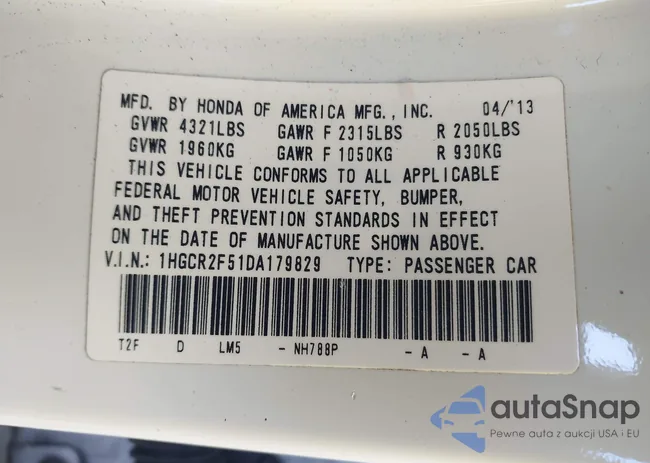 MFD. BY HONDA OF AMERICA MFG., INC. 04/'13
GVWR 4321LBS GAWR F 2315LBS R 2050LBS
GVWR 1960KG GAWR F 1050KG R 930KG
THIS VEHICLE CONFORMS TO ALL APPLICABLE
FEDERAL MOTOR VEHICLE SAFETY, BUMPER,
AND THEFT PREVENTION STANDARDS IN EFFECT
ON THE DATE OF MANUFACTURE SHOWN ABOVE.
V.I.N.: 1HGCR2F51DA179829 TYPE: PASSENGER CAR
T2F D LM5 - NH788P - A - A
autoSnap
Pewne auta z aukcji USA i EU